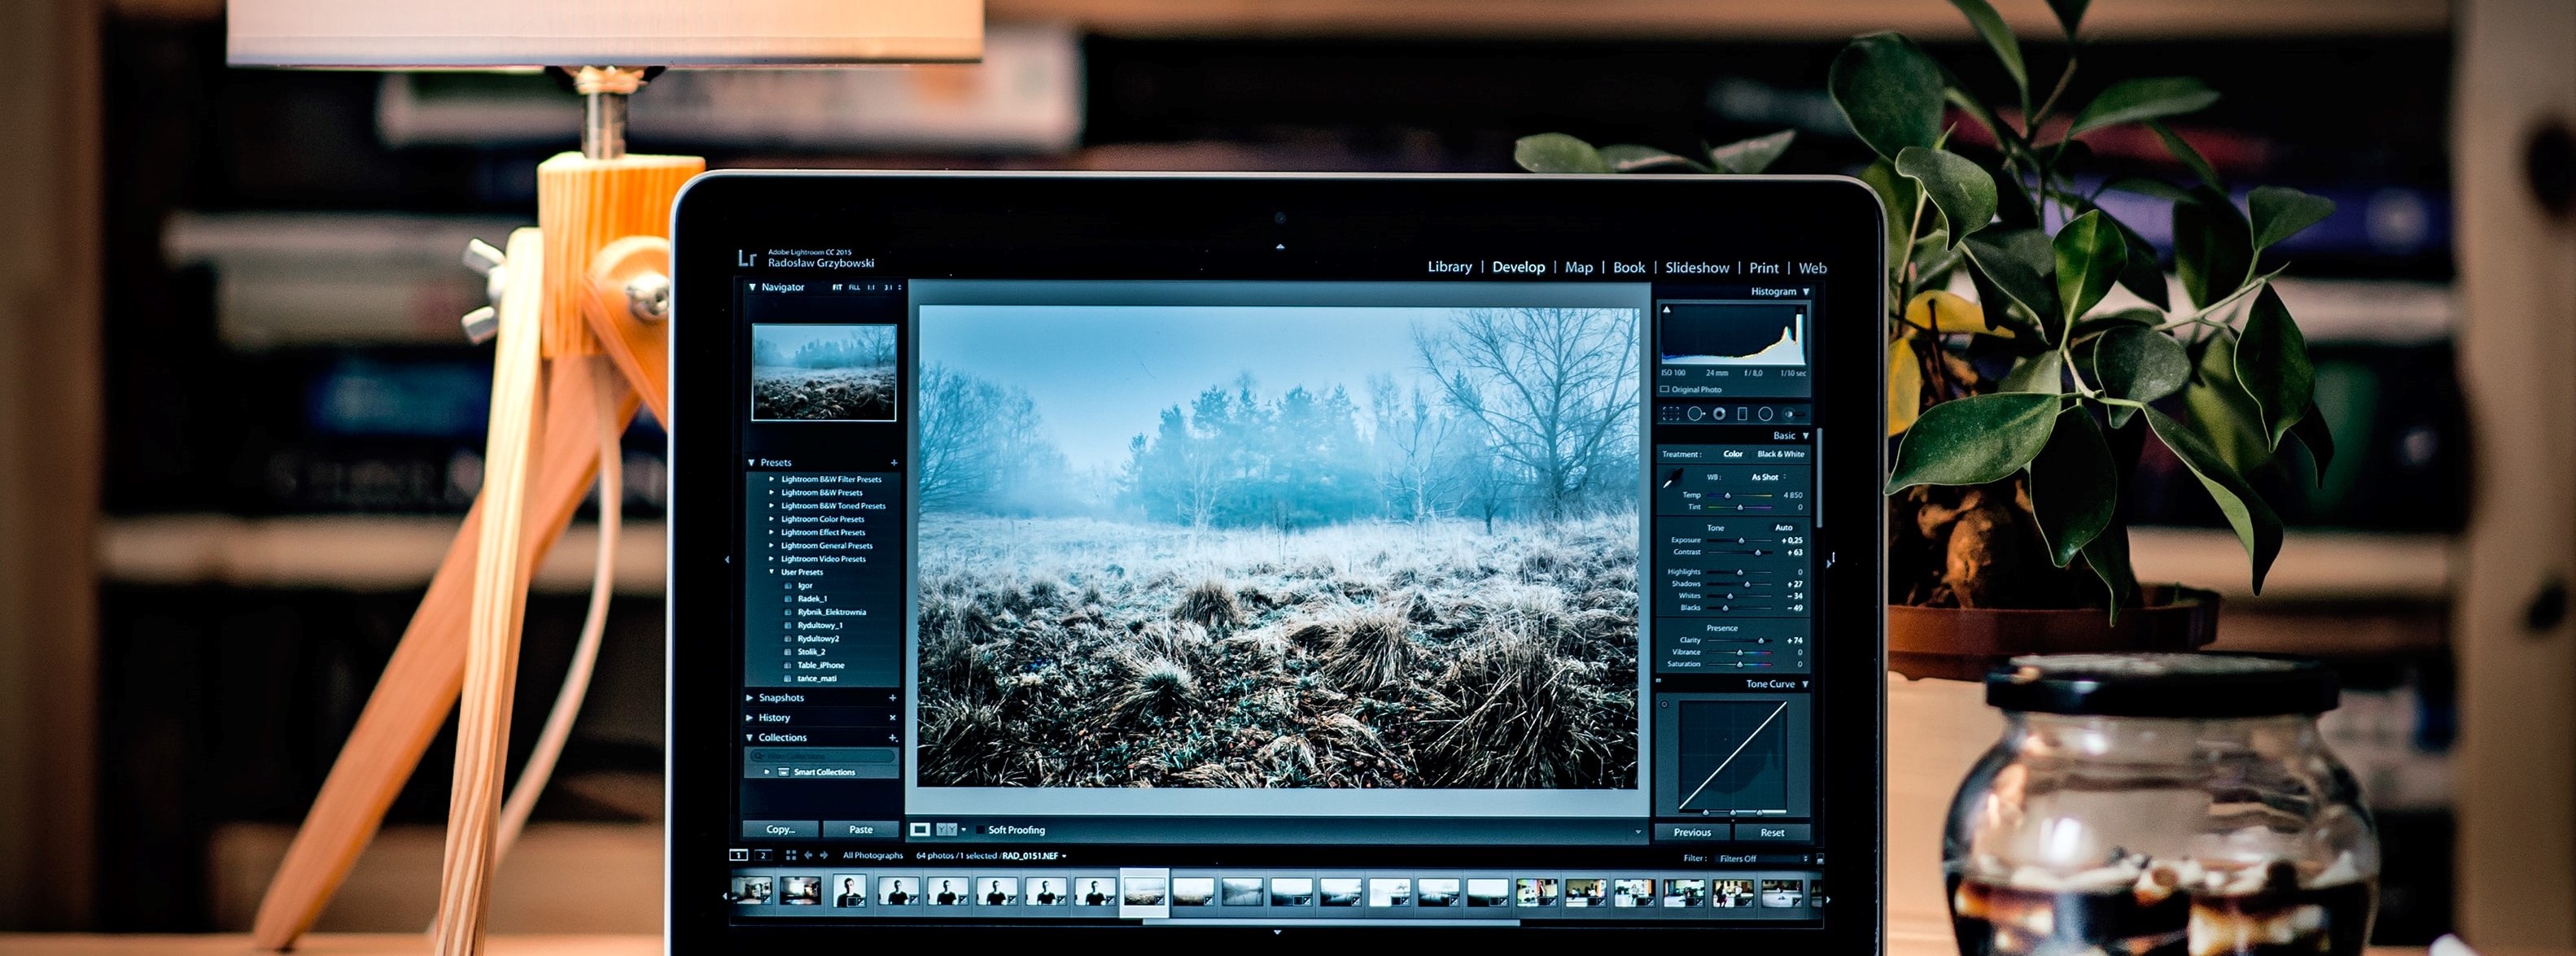 Lr
Adobe Lightroom CC 2015
Radosław Grzybowski
Library | Develop | Map | Book | Slideshow | Print | Web
Navigator FIT FILL 1:1 3:1
Presets
Lightroom B&W Filter Presets
Lightroom B&W Presets
Lightroom B&W Toned Presets
Lightroom Color Presets
Lightroom Effect Presets
Lightroom General Presets
Lightroom Video Presets
User Presets
Igor
Radek_1
Rybnik_Elektrownia
Rydultowy_1
Rydultowy2
Stolik_2
Table_iPhone
tańce_mati
Snapshots
History
Collections
Smart Collections
Copy...
Paste
Soft Proofing
Histogram
ISO 100 24 mm f / 8,0 1/10 sec
Original Photo
Basic
Treatment : Color Black & White
WB : As Shot
Temp 4 850
Tint 0
Tone Auto
Exposure + 0,25
Contrast + 63
Highlights 0
Shadows + 27
Whites − 34
Blacks − 49
Presence
Clarity + 74
Vibrance 0
Saturation 0
Tone Curve
Previous
Reset
1 2 All Photographs 64 photos / 1 selected / RAD_0151.NEF
Filter : Filters Off